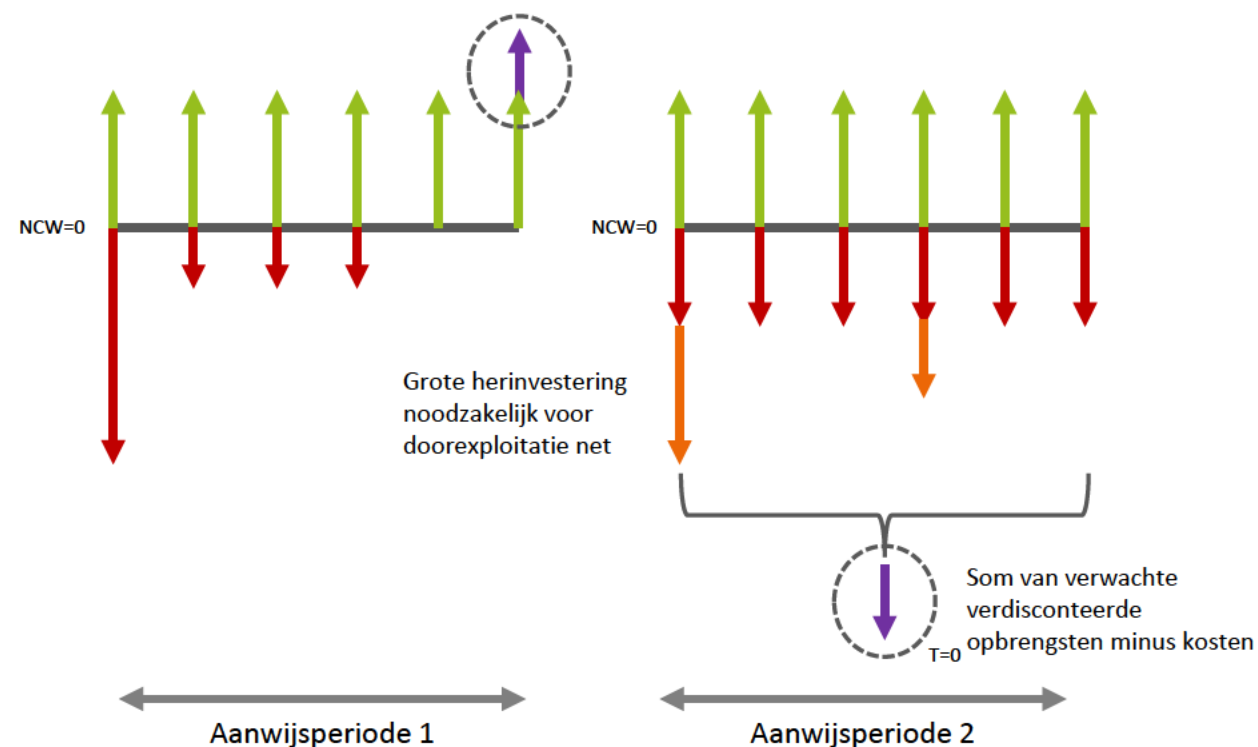 NCW=0
NCW=0
Grote herinvestering
noodzakelijk voor
doorexploitatie net
Som van verwachte
verdisconteerde
opbrengsten minus kosten
T=0
Aanwijsperiode 1
Aanwijsperiode 2